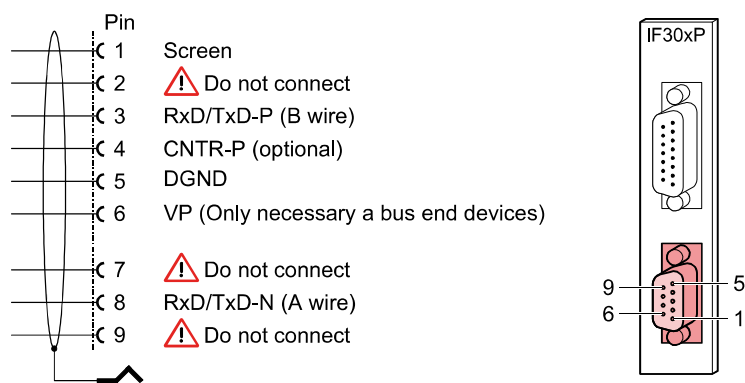 Pin
1 Screen
2 Do not connect
3 RxD/TxD-P (B wire)
4 CNTR-P (optional)
5 DGND
6 VP (Only necessary a bus end devices)
7 Do not connect
8 RxD/TxD-N (A wire)
9 Do not connect
IF30xP
9 5
6 1